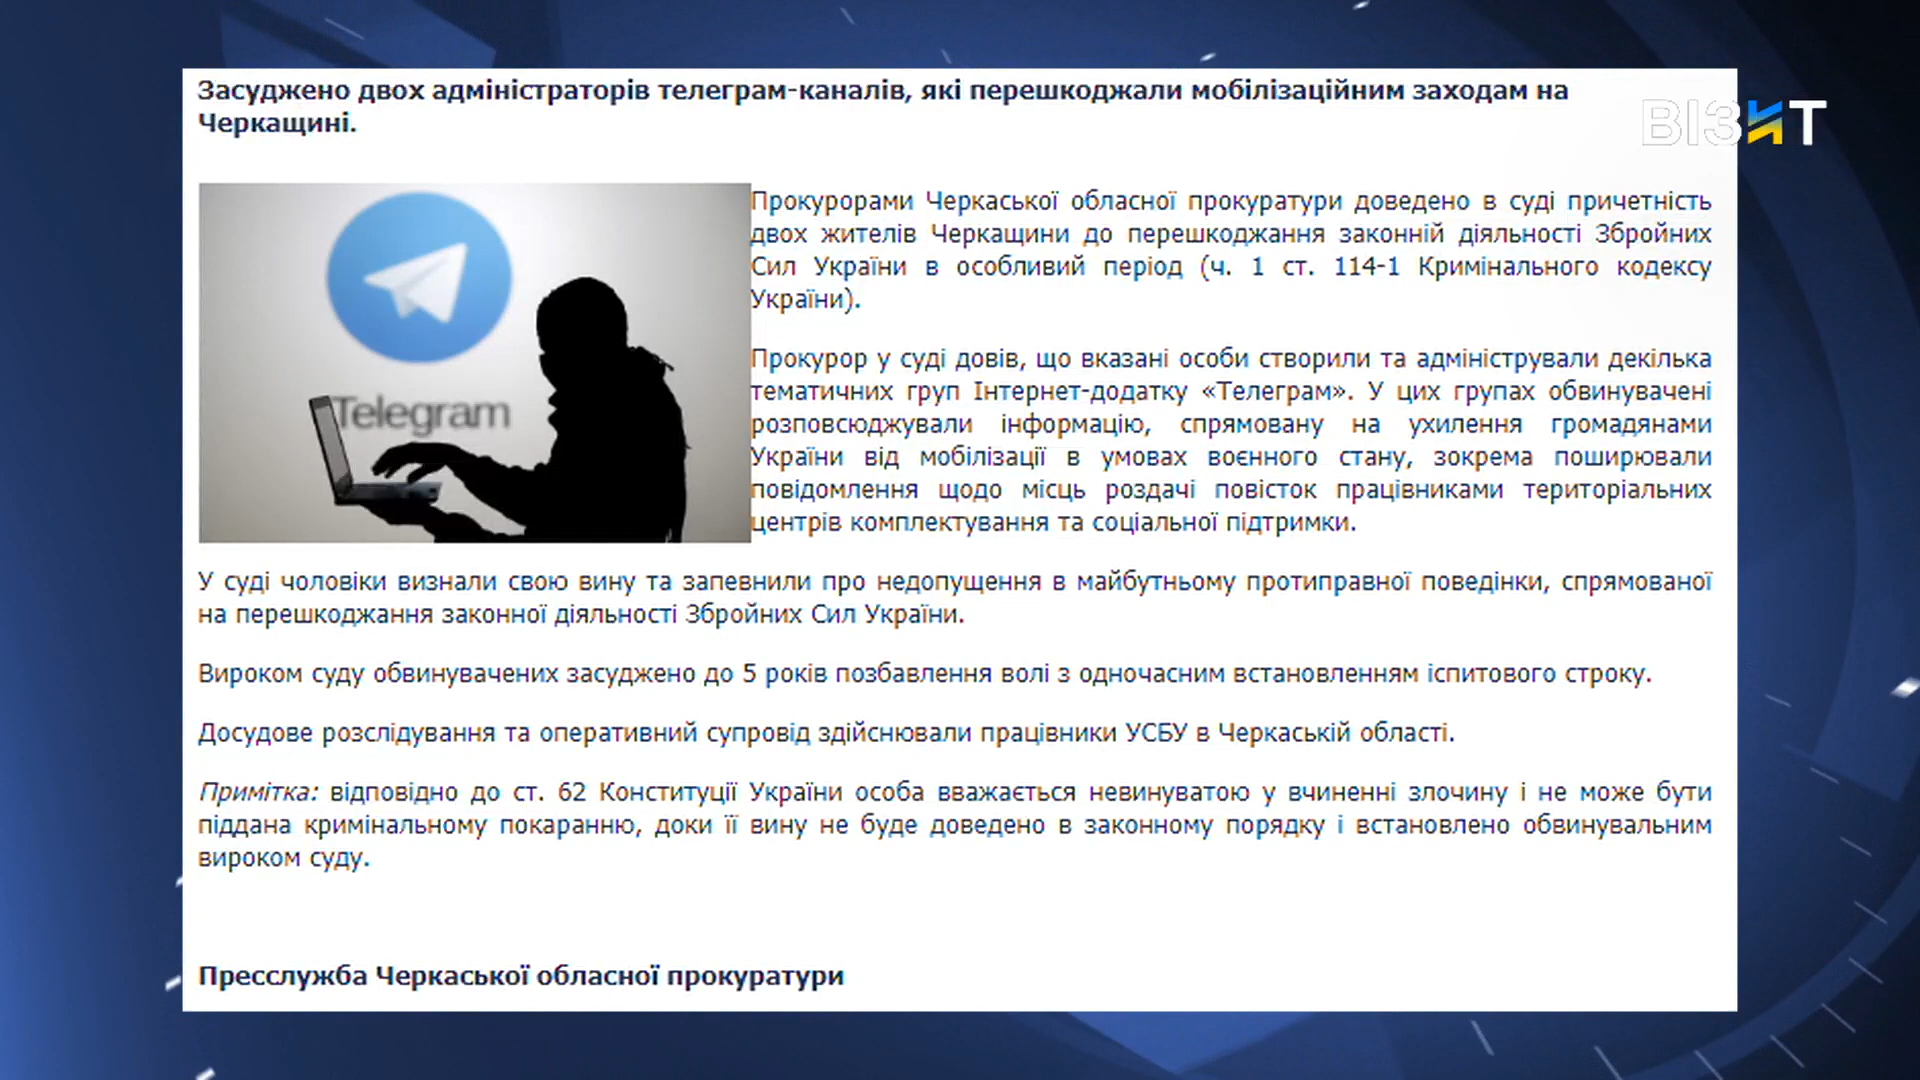 Засуджено двох адміністраторів телеграм-каналів, які перешкоджали мобілізаційним заходам на
Черкащині.
ВІЗИТ
Telegram
Прокурорами Черкаської обласної прокуратури доведено в суді причетність
двох жителів Черкащини до перешкоджання законній діяльності Збройних
Сил України в особливий період (ч. 1 ст. 114-1 Кримінального кодексу
України).
Прокурор у суді довів, що вказані особи створили та адміністрували декілька
тематичних груп Інтернет-додатку «Телеграм». У цих групах обвинувачені
розповсюджували інформацію, спрямовану на ухилення громадянами
України від мобілізації в умовах воєнного стану, зокрема поширювали
повідомлення щодо місць роздачі повісток працівниками територіальних
центрів комплектування та соціальної підтримки.
У суді чоловіки визнали свою вину та запевнили про недопущення в майбутньому протиправної поведінки, спрямованої
на перешкоджання законної діяльності Збройних Сил України.
Вироком суду обвинувачених засуджено до 5 років позбавлення волі з одночасним встановленням іспитового строку.
Досудове розслідування та оперативний супровід здійснювали працівники УСБУ в Черкаській області.
Примітка: відповідно до ст. 62 Конституції України особа вважається невинуватою у вчиненні злочину і не може бути
піддана кримінальному покаранню, доки її вину не буде доведено в законному порядку і встановлено обвинувальним
вироком суду.
Пресслужба Черкаської обласної прокуратури